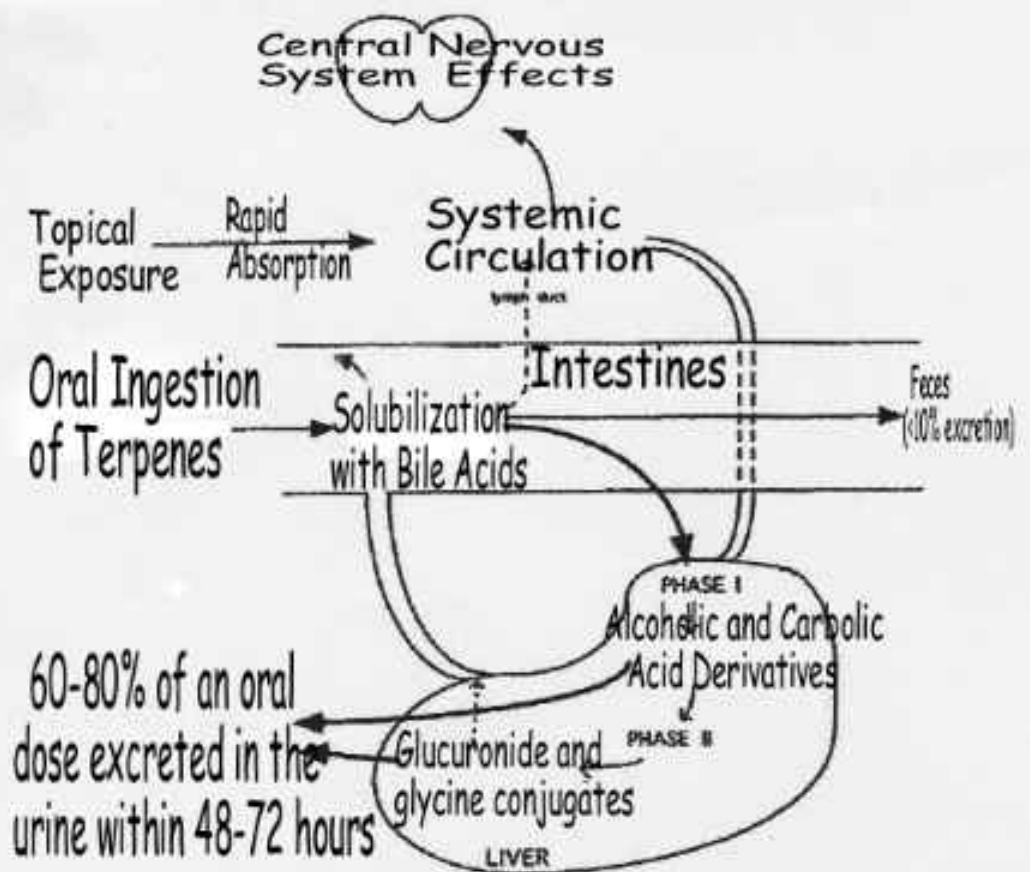 Central Nervous
System Effects
Topical
Exposure
Rapid
Absorption
Systemic
Circulation
lymph duct
Oral Ingestion
of Terpenes
Intestines
Solubilization
with Bile Acids
Feces
(<10% excretion)
PHASE I
Alcoholic and Carbolic
Acid Derivatives
60-80% of an oral
dose excreted in the
urine within 48-72 hours
PHASE II
Glucuronide and
glycine conjugates
LIVER